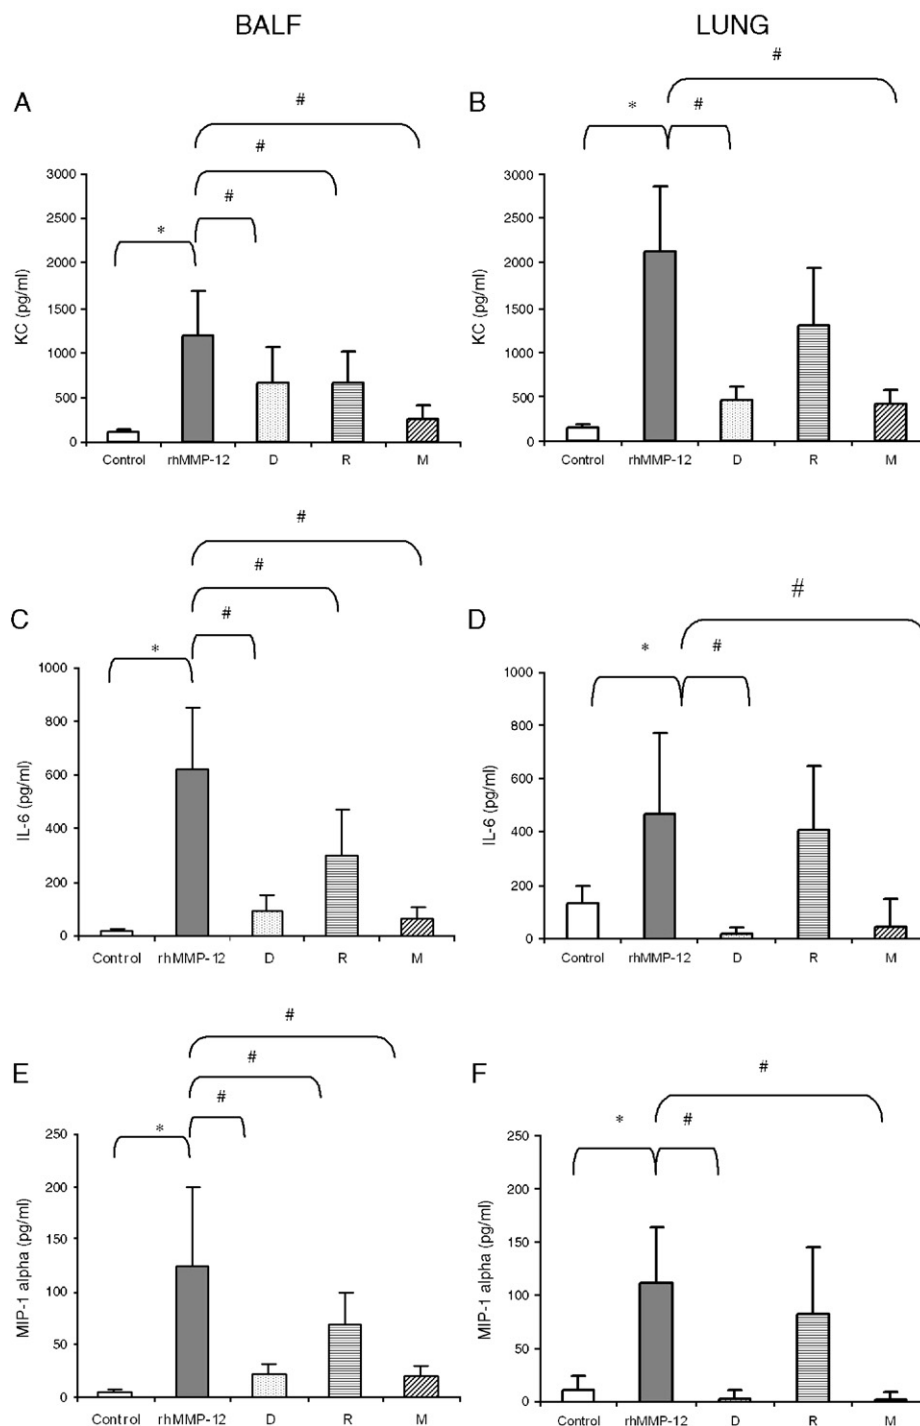 BALF
LUNG
A
#
#
#
*
3000
2500
2000
1500
1000
500
0
KC (pg/ml)
Control rhMMP-12 D R M
B
#
*
#
3000
2500
2000
1500
1000
500
0
KC (pg/ml)
Control rhMMP-12 D R M
C
#
#
#
*
1000
800
600
400
200
0
IL-6 (pg/ml)
Control rhMMP-12 D R M
D
#
*
#
1000
800
600
400
200
0
IL-6 (pg/ml)
Control rhMMP-12 D R M
E
#
#
#
*
250
200
150
100
50
0
MIP-1 alpha (pg/ml)
Control rhMMP-12 D R M
F
#
*
#
250
200
150
100
50
0
MIP-1 alpha (pg/ml)
Control rhMMP-12 D R M